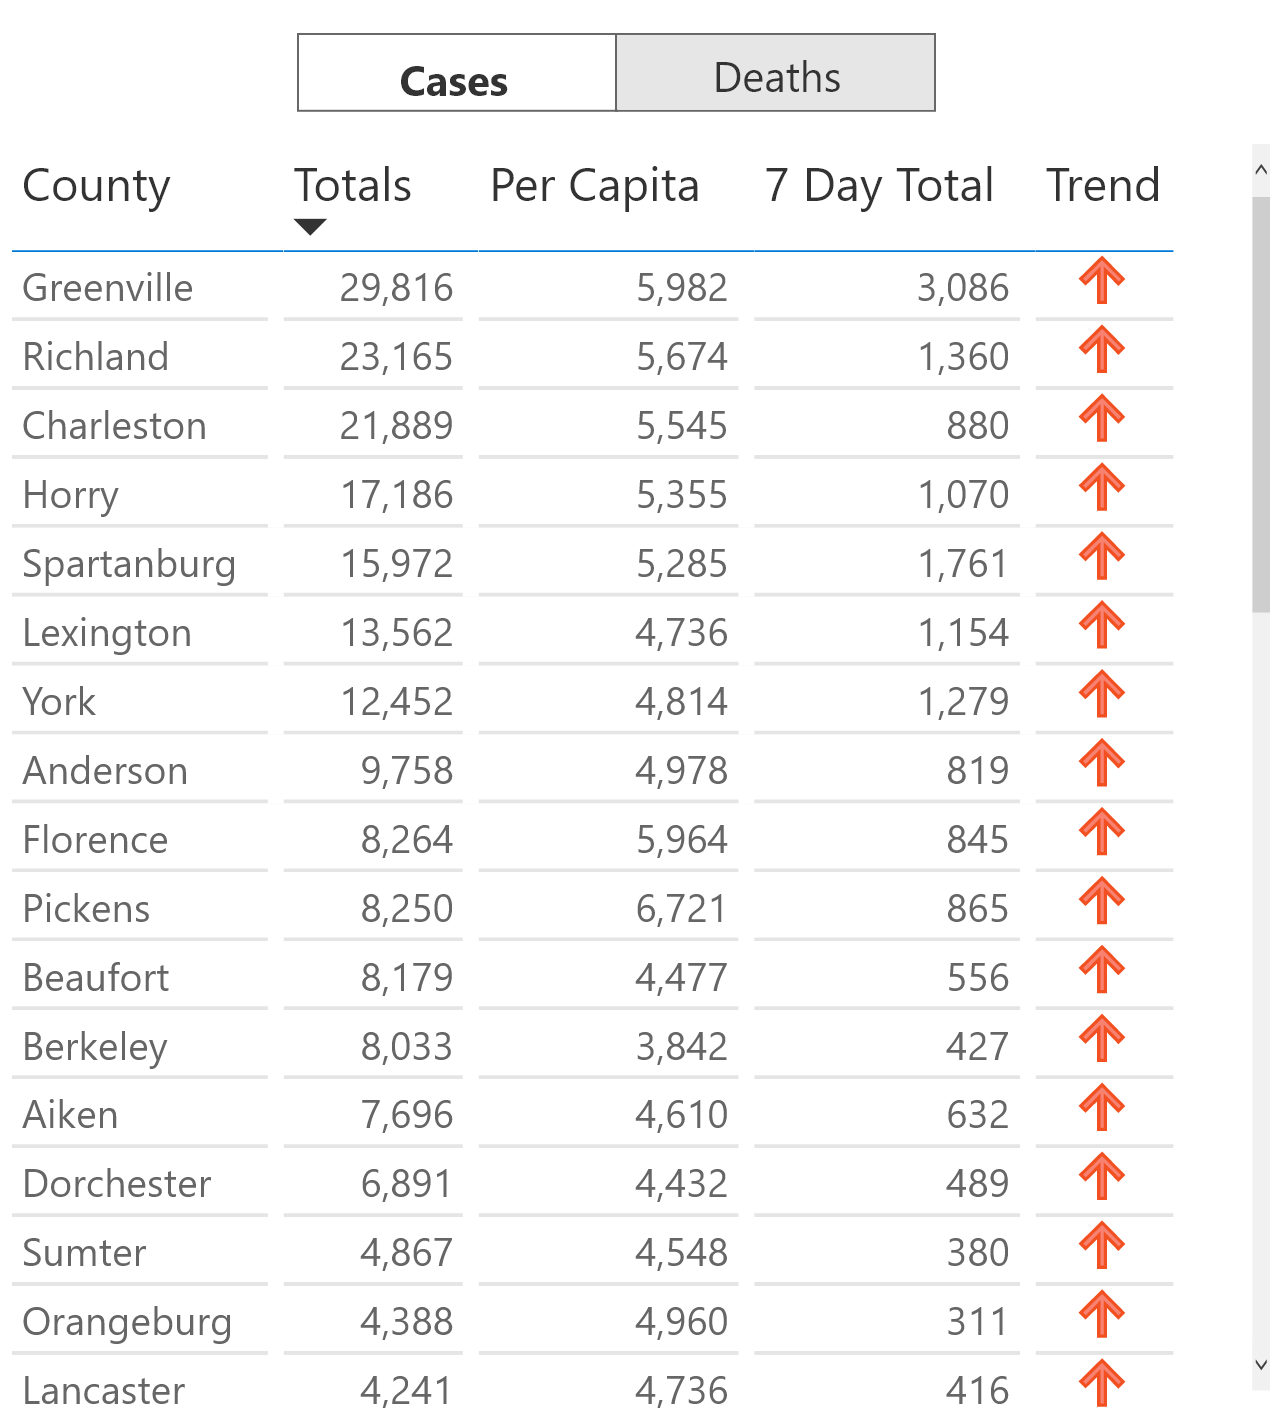 Cases Deaths
County Totals Per Capita 7 Day Total Trend
Greenville 29,816 5,982 3,086
Richland 23,165 5,674 1,360
Charleston 21,889 5,545 880
Horry 17,186 5,355 1,070
Spartanburg 15,972 5,285 1,761
Lexington 13,562 4,736 1,154
York 12,452 4,814 1,279
Anderson 9,758 4,978 819
Florence 8,264 5,964 845
Pickens 8,250 6,721 865
Beaufort 8,179 4,477 556
Berkeley 8,033 3,842 427
Aiken 7,696 4,610 632
Dorchester 6,891 4,432 489
Sumter 4,867 4,548 380
Orangeburg 4,388 4,960 311
Lancaster 4,241 4,736 416